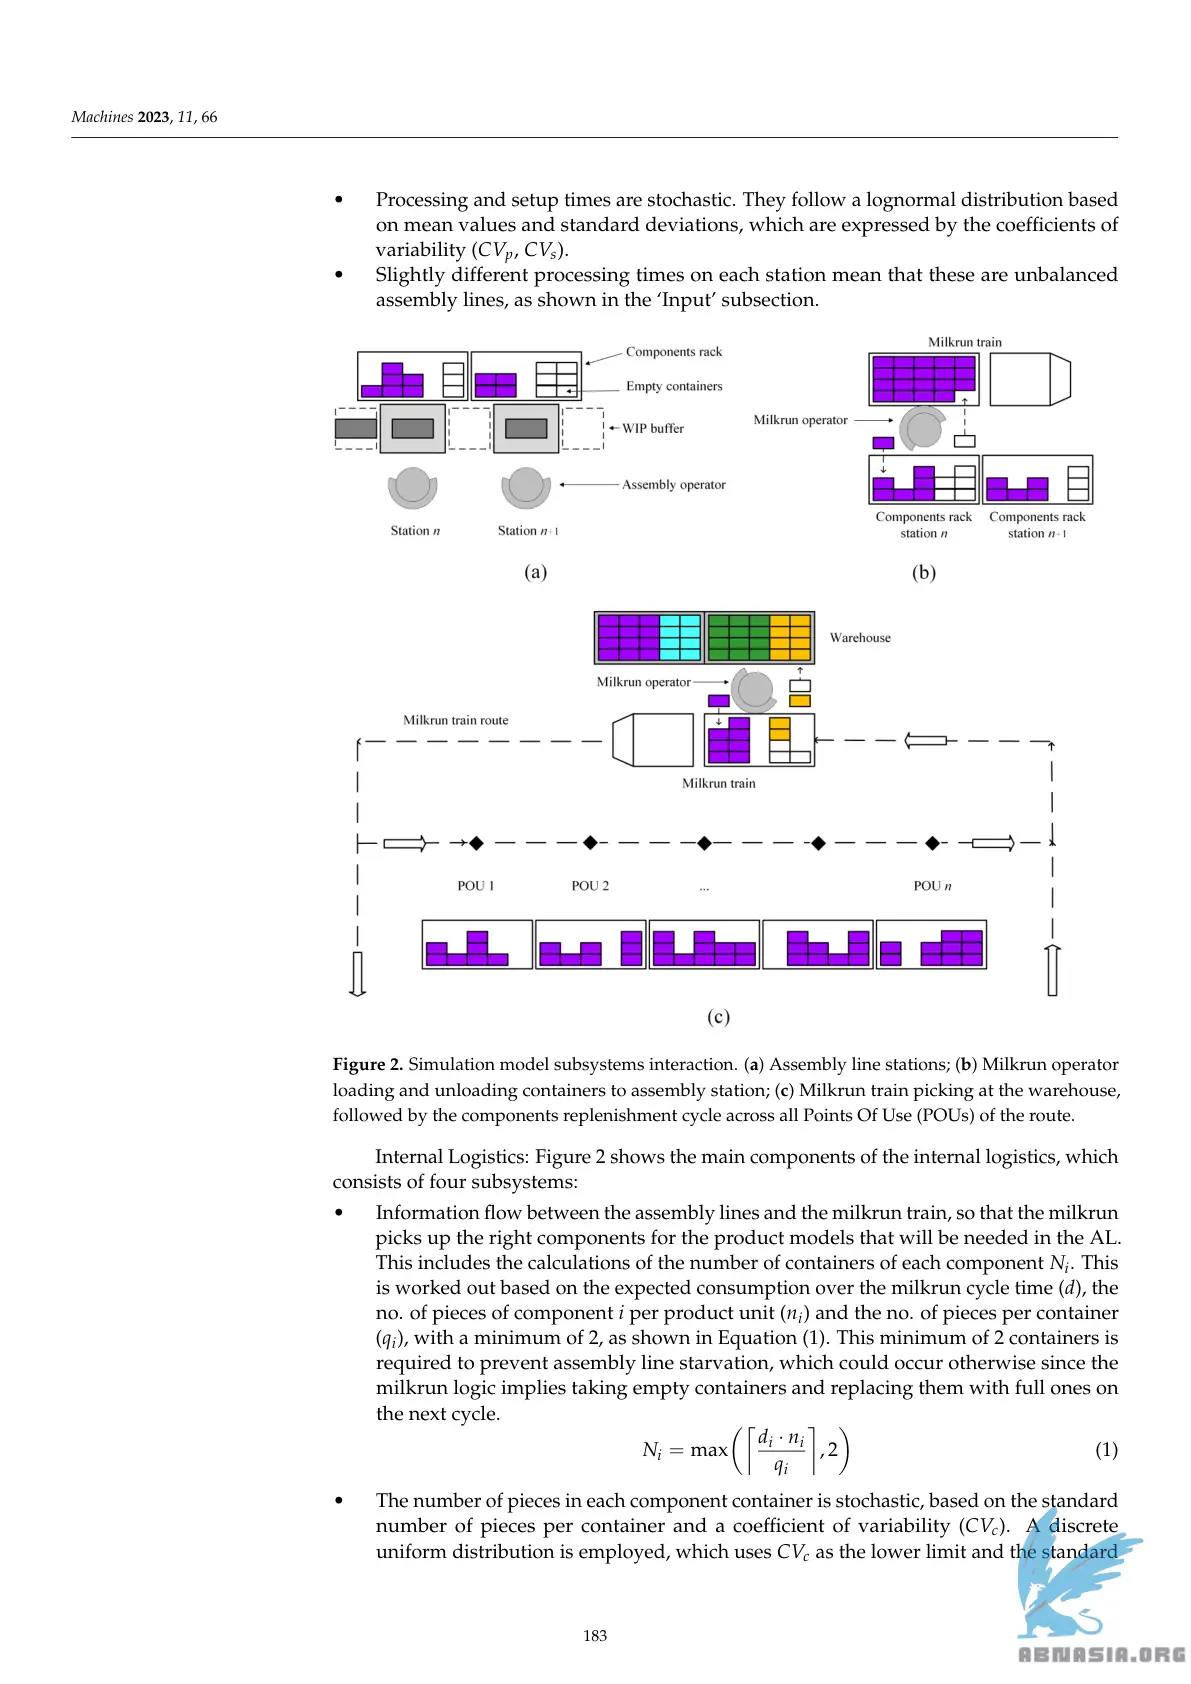 Machines 2023, 11, 66
• Processing and setup times are stochastic. They follow a lognormal distribution based
on mean values and standard deviations, which are expressed by the coefficients of
variability (CVp, CVs).
• Slightly different processing times on each station mean that these are unbalanced
assembly lines, as shown in the ‘Input’ subsection.
Components rack
Empty containers
WIP buffer
Assembly operator
Station n
Station n+1
(a)
Milkrun train
Milkrun operator
Components rack
station n
Components rack
station n+1
(b)
Warehouse
Milkrun operator
Milkrun train route
Milkrun train
POU 1
POU 2
...
POU n
(c)
Figure 2. Simulation model subsystems interaction. (a) Assembly line stations; (b) Milkrun operator
loading and unloading containers to assembly station; (c) Milkrun train picking at the warehouse,
followed by the components replenishment cycle across all Points Of Use (POUs) of the route.
Internal Logistics: Figure 2 shows the main components of the internal logistics, which
consists of four subsystems:
• Information flow between the assembly lines and the milkrun train, so that the milkrun
picks up the right components for the product models that will be needed in the AL.
This includes the calculations of the number of containers of each component Ni. This
is worked out based on the expected consumption over the milkrun cycle time (d), the
no. of pieces of component i per product unit (ni) and the no. of pieces per container
(qi), with a minimum of 2, as shown in Equation (1). This minimum of 2 containers is
required to prevent assembly line starvation, which could occur otherwise since the
milkrun logic implies taking empty containers and replacing them with full ones on
the next cycle.
Ni = max(⌈di · ni / qi⌉, 2) (1)
• The number of pieces in each component container is stochastic, based on the standard
number of pieces per container and a coefficient of variability (CVc). A discrete
uniform distribution is employed, which uses CVc as the lower limit and the standard
183
ABNASIA.ORG